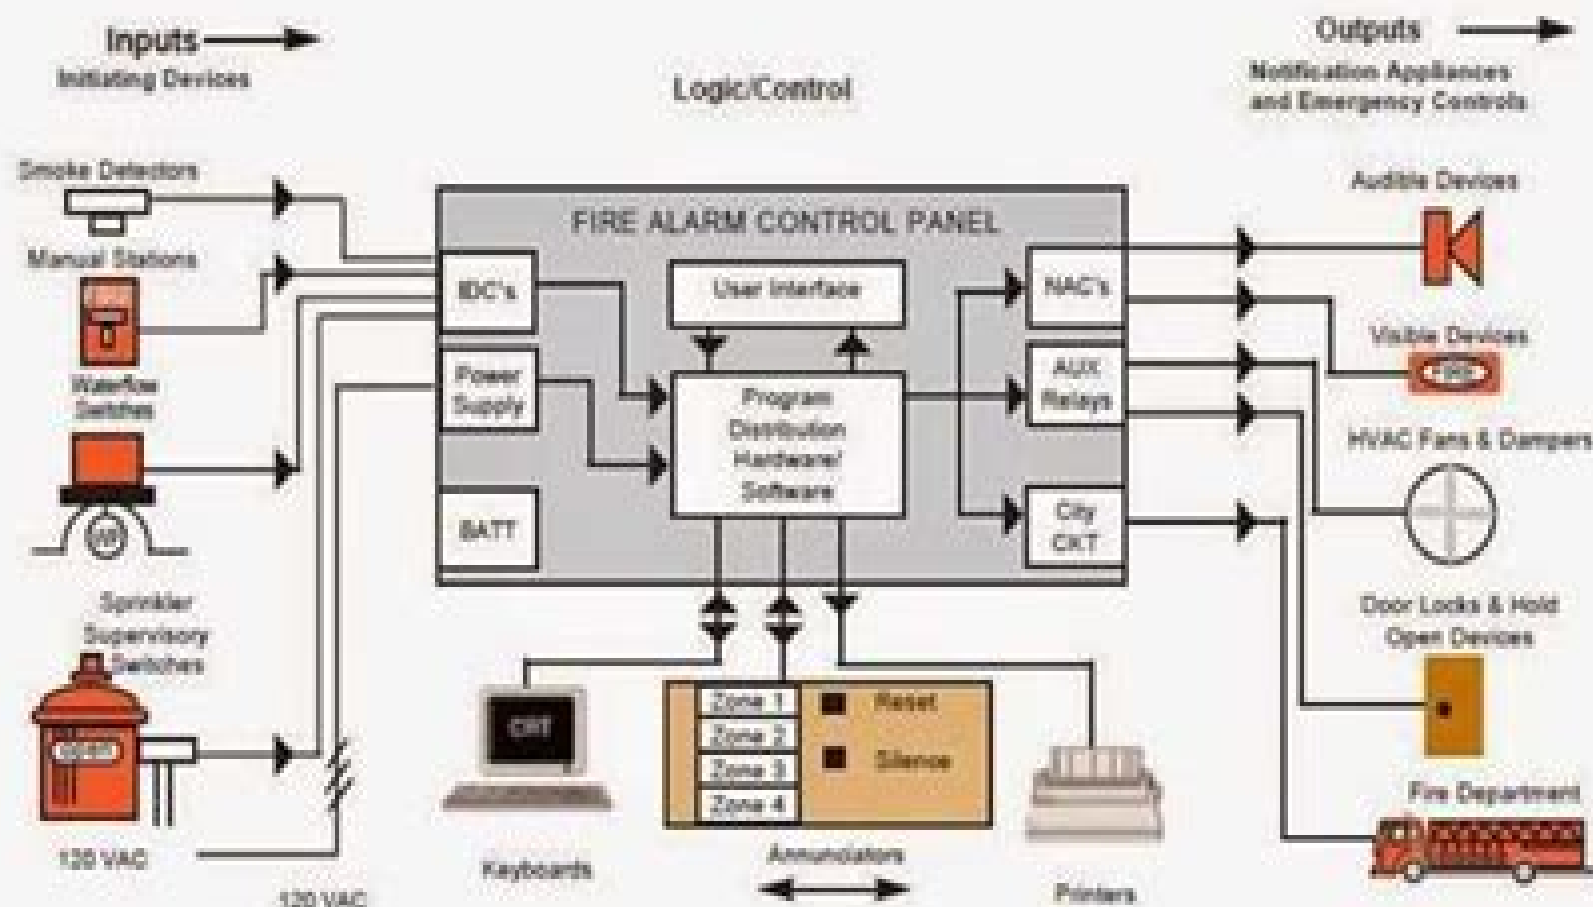 Inputs
Initiating Devices
Logic/Control
Outputs
Notification Appliances
and Emergency Controls
Smoke Detectors
Manual Stations
Waterflow
Switches
Sprinkler
Supervisory
Switches
open
120 VAC
120 VAC
FIRE ALARM CONTROL PANEL
IDC's
Power
Supply
BATT
User Interface
Program
Distribution
Hardware/
Software
NAC's
AUX
Relays
City
CKT
CRT
Keyboards
Zone 1
Zone 2
Zone 3
Zone 4
Reset
Silence
Annunciators
Printers
Audible Devices
Visible Devices
FIRE
HVAC Fans & Dampers
Door Locks & Hold
Open Devices
Fire Department